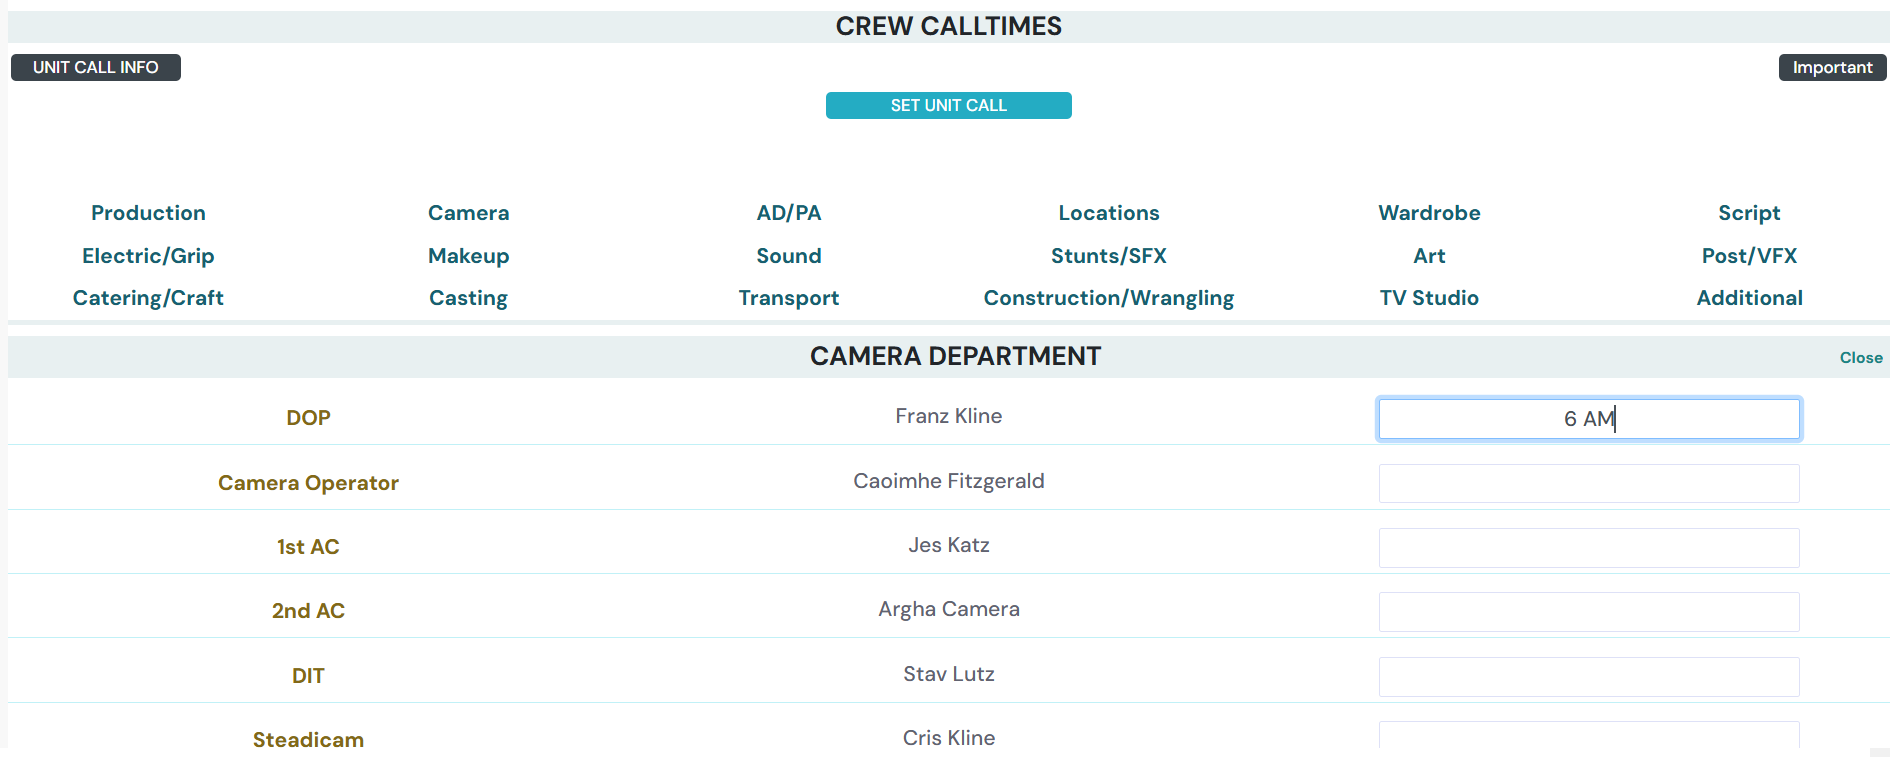 CREW CALLTIMES
UNIT CALL INFO
Important
SET UNIT CALL
Production Camera AD/PA Locations Wardrobe Script
Electric/Grip Makeup Sound Stunts/SFX Art Post/VFX
Catering/Craft Casting Transport Construction/Wrangling TV Studio Additional
CAMERA DEPARTMENT
Close
DOP Franz Kline 6 AM
Camera Operator Caoimhe Fitzgerald
1st AC Jes Katz
2nd AC Argha Camera
DIT Stav Lutz
Steadicam Cris Kline